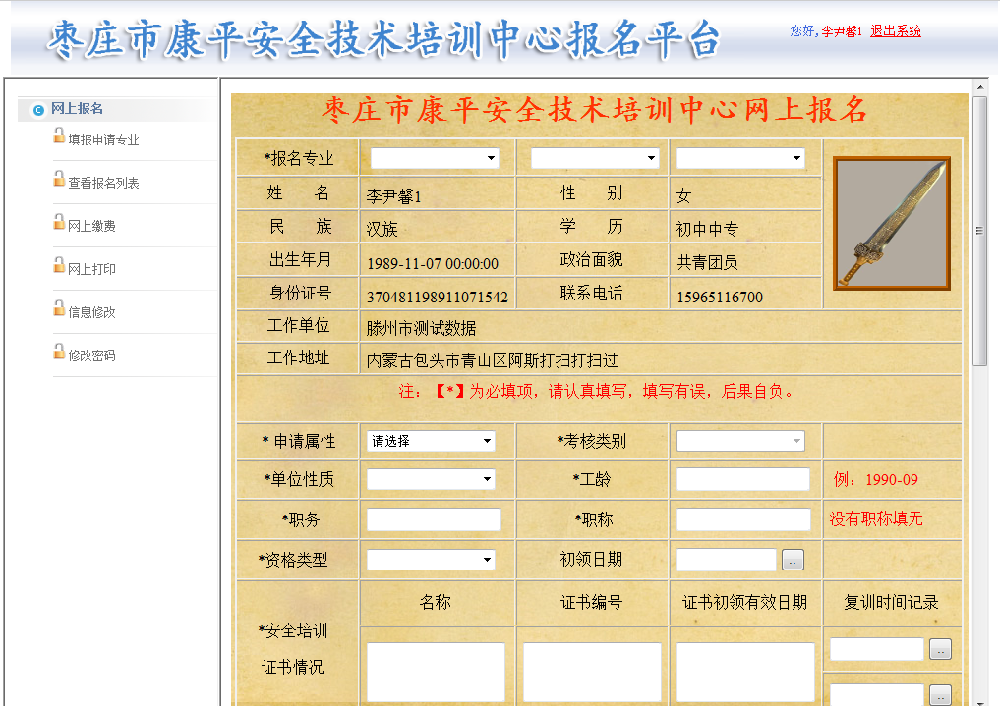 枣庄市康平安全技术培训中心报名平台
您好,李尹馨1 退出系统
网上报名
填报申请专业
查看报名列表
网上缴费
网上打印
信息修改
修改密码
枣庄市康平安全技术培训中心网上报名
*报名专业
姓 名 李尹馨1 性 别 女
民 族 汉族 学 历 初中中专
出生年月 1989-11-07 00:00:00 政治面貌 共青团员
身份证号 370481198911071542 联系电话 15965116700
工作单位 滕州市测试数据
工作地址 内蒙古包头市青山区阿斯打扫打扫过
注：【*】为必填项，请认真填写，填写有误，后果自负。
* 申请属性 请选择 *考核类别
*单位性质 *工龄 例：1990-09
*职务 *职称 没有职称填无
*资格类型 初领日期 ..
*安全培训
证书情况
名称 证书编号 证书初领有效日期 复训时间记录
..
..